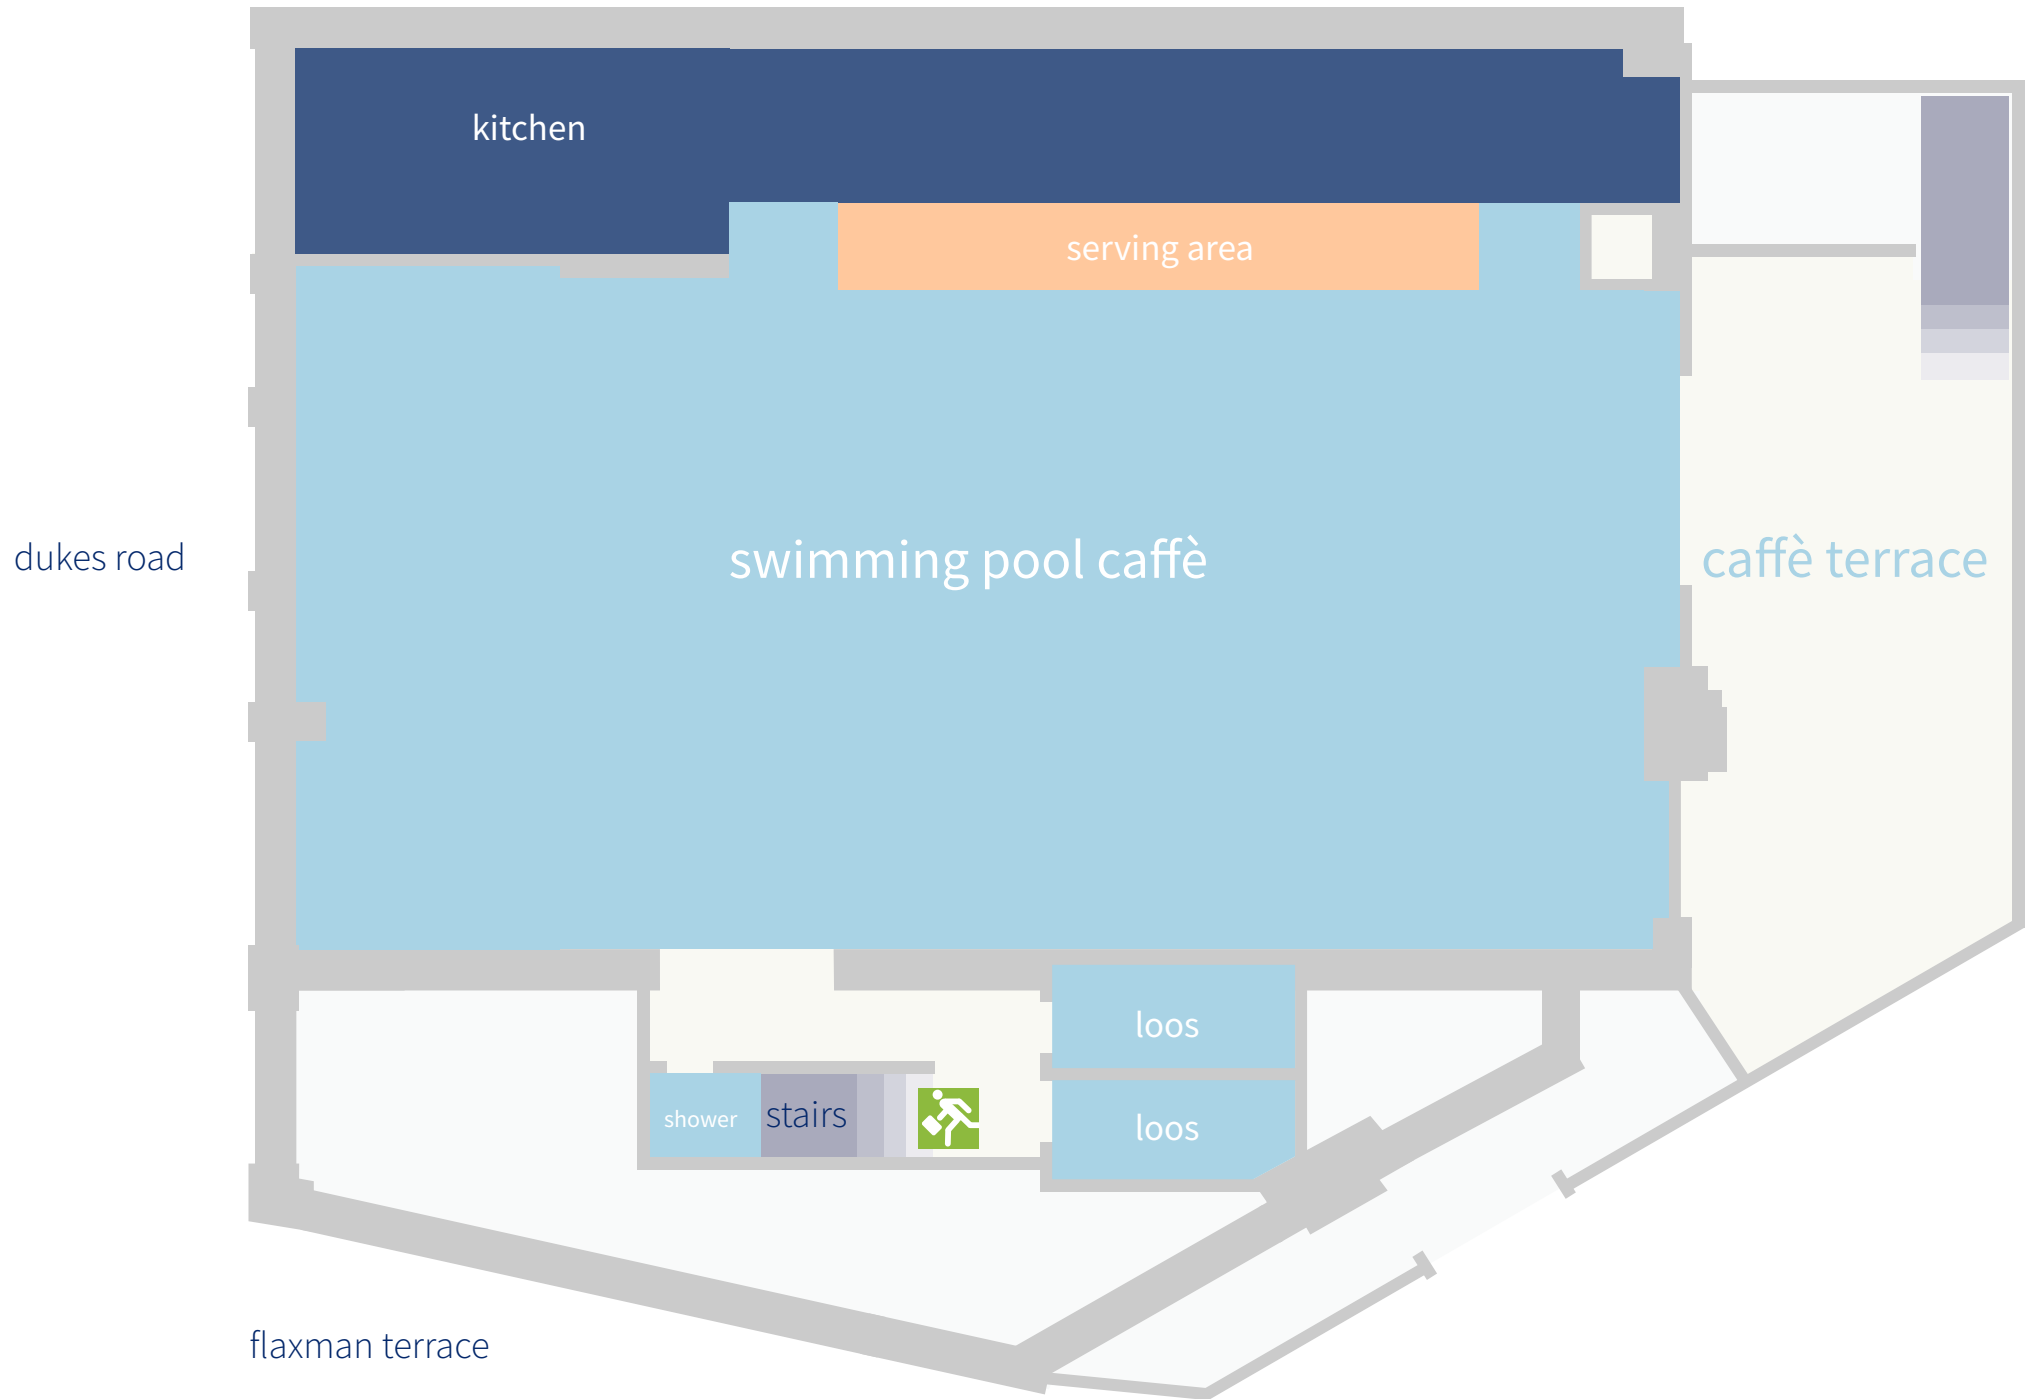 kitchen
serving area
dukes road
swimming pool caffè
caffè terrace
loos
shower
stairs
loos
flaxman terrace